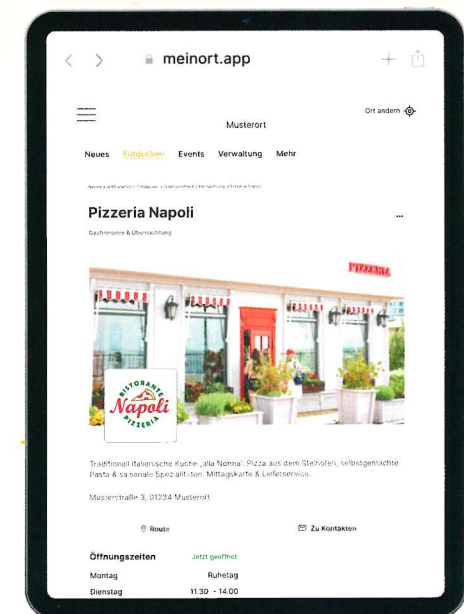 meinort.app
Ort ändern
Musterort
Neues Entdecken Events Verwaltung Mehr
Pizzeria Napoli
...
Gastronomie & Übernachtung
PIZZERIA
RISTORANTE
Napoli
PIZZERIA
Traditionell italienische Küche „alla Nonna". Pizza aus dem Steinofen, selbstgemachte
Pasta & saisonale Spezialitäten. Mittagskarte & Lieferservice.
Musterstraße 3, 01234 Musterort
Route
Zu Kontakten
Öffnungszeiten Jetzt geöffnet
Montag Ruhetag
Dienstag 11.30 - 14.00